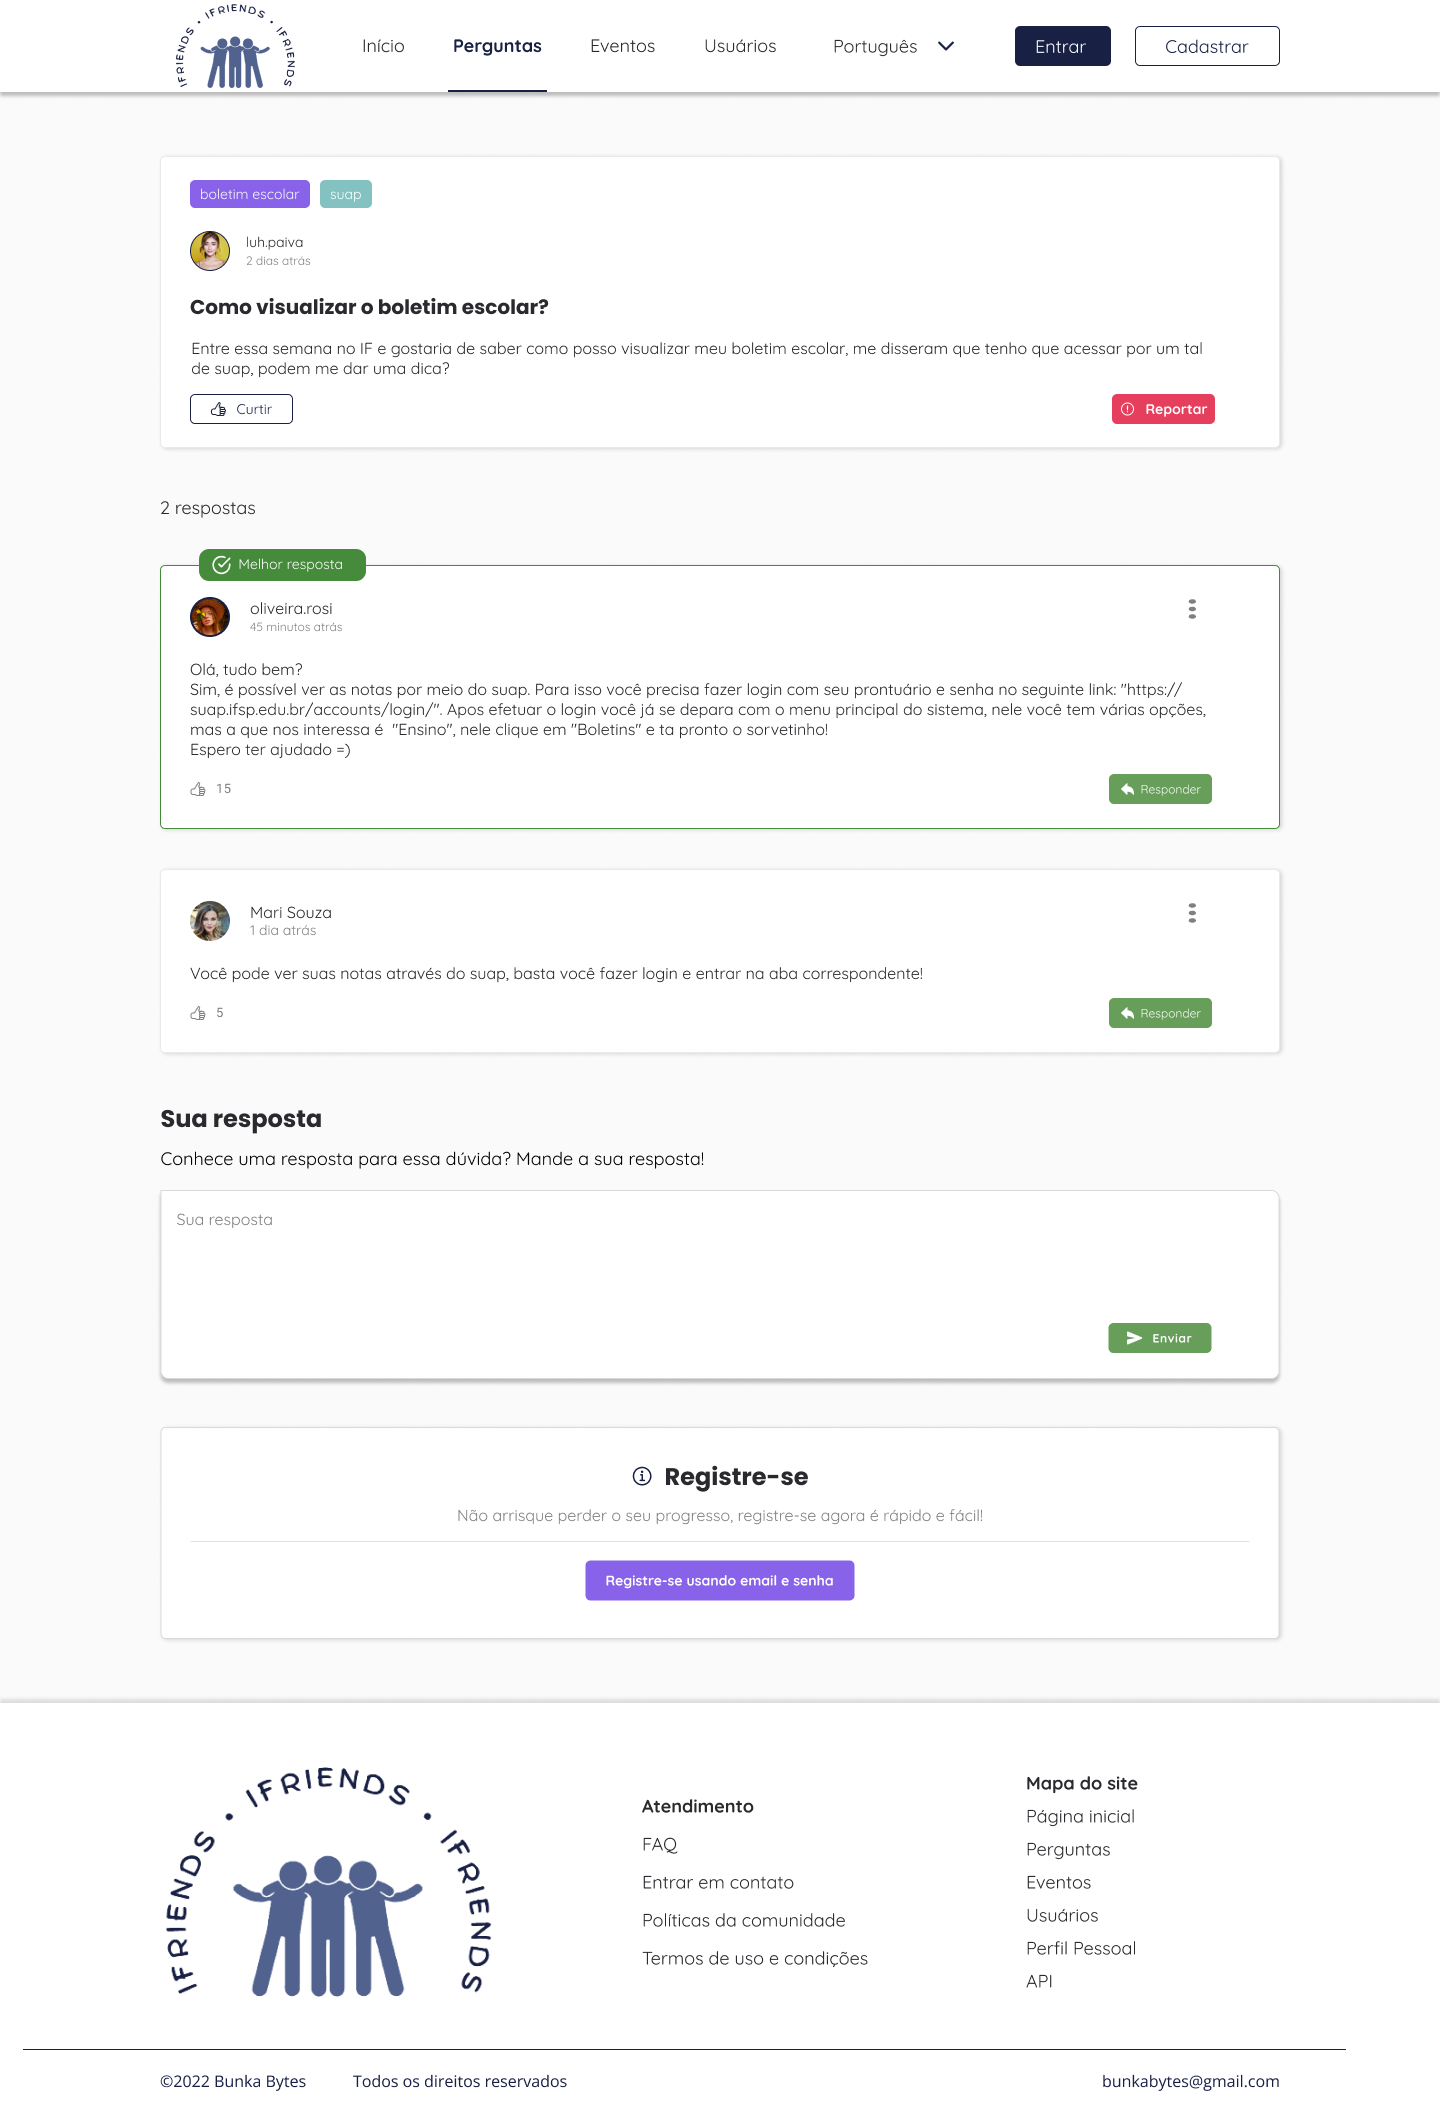 IFRIENDS • IFRIENDS • IFRIENDS
Início
Perguntas
Eventos
Usuários
Português
Entrar
Cadastrar
boletim escolar
suap
luh.paiva
2 dias atrás
Como visualizar o boletim escolar?
Entre essa semana no IF e gostaria de saber como posso visualizar meu boletim escolar, me disseram que tenho que acessar por um tal
de suap, podem me dar uma dica?
Curtir
Reportar
2 respostas
Melhor resposta
oliveira.rosi
45 minutos atrás
Olá, tudo bem?
Sim, é possível ver as notas por meio do suap. Para isso você precisa fazer login com seu prontuário e senha no seguinte link: "https://
suap.ifsp.edu.br/accounts/login/". Apos efetuar o login você já se depara com o menu principal do sistema, nele você tem várias opções,
mas a que nos interessa é  "Ensino", nele clique em "Boletins" e ta pronto o sorvetinho!
Espero ter ajudado =)
15
Responder
Mari Souza
1 dia atrás
Você pode ver suas notas através do suap, basta você fazer login e entrar na aba correspondente!
5
Responder
Sua resposta
Conhece uma resposta para essa dúvida? Mande a sua resposta!
Sua resposta
Enviar
Registre-se
Não arrisque perder o seu progresso, registre-se agora é rápido e fácil!
Registre-se usando email e senha
IFRIENDS • IFRIENDS • IFRIENDS
Atendimento
FAQ
Entrar em contato
Políticas da comunidade
Termos de uso e condições
Mapa do site
Página inicial
Perguntas
Eventos
Usuários
Perfil Pessoal
API
©2022 Bunka Bytes
Todos os direitos reservados
bunkabytes@gmail.com